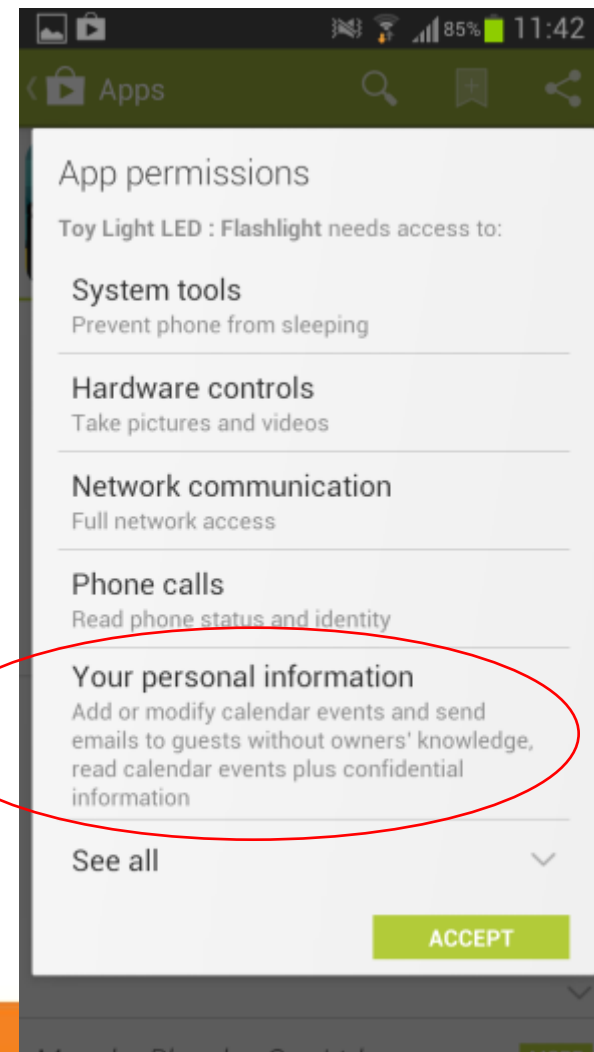 85% 11:42
Apps
App permissions
Toy Light LED : Flashlight needs access to:
System tools
Prevent phone from sleeping
Hardware controls
Take pictures and videos
Network communication
Full network access
Phone calls
Read phone status and identity
Your personal information
Add or modify calendar events and send
emails to guests without owners' knowledge,
read calendar events plus confidential
information
See all
ACCEPT